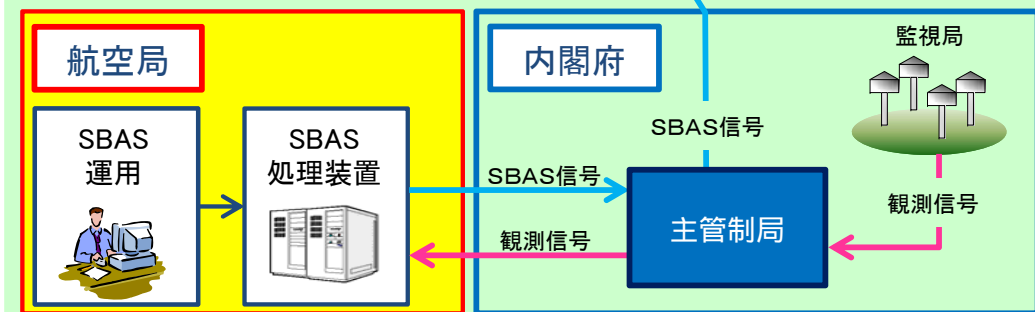 航空局
SBAS
運用
SBAS
処理装置
内閣府
監視局
SBAS信号
SBAS信号
観測信号
観測信号
主管制局